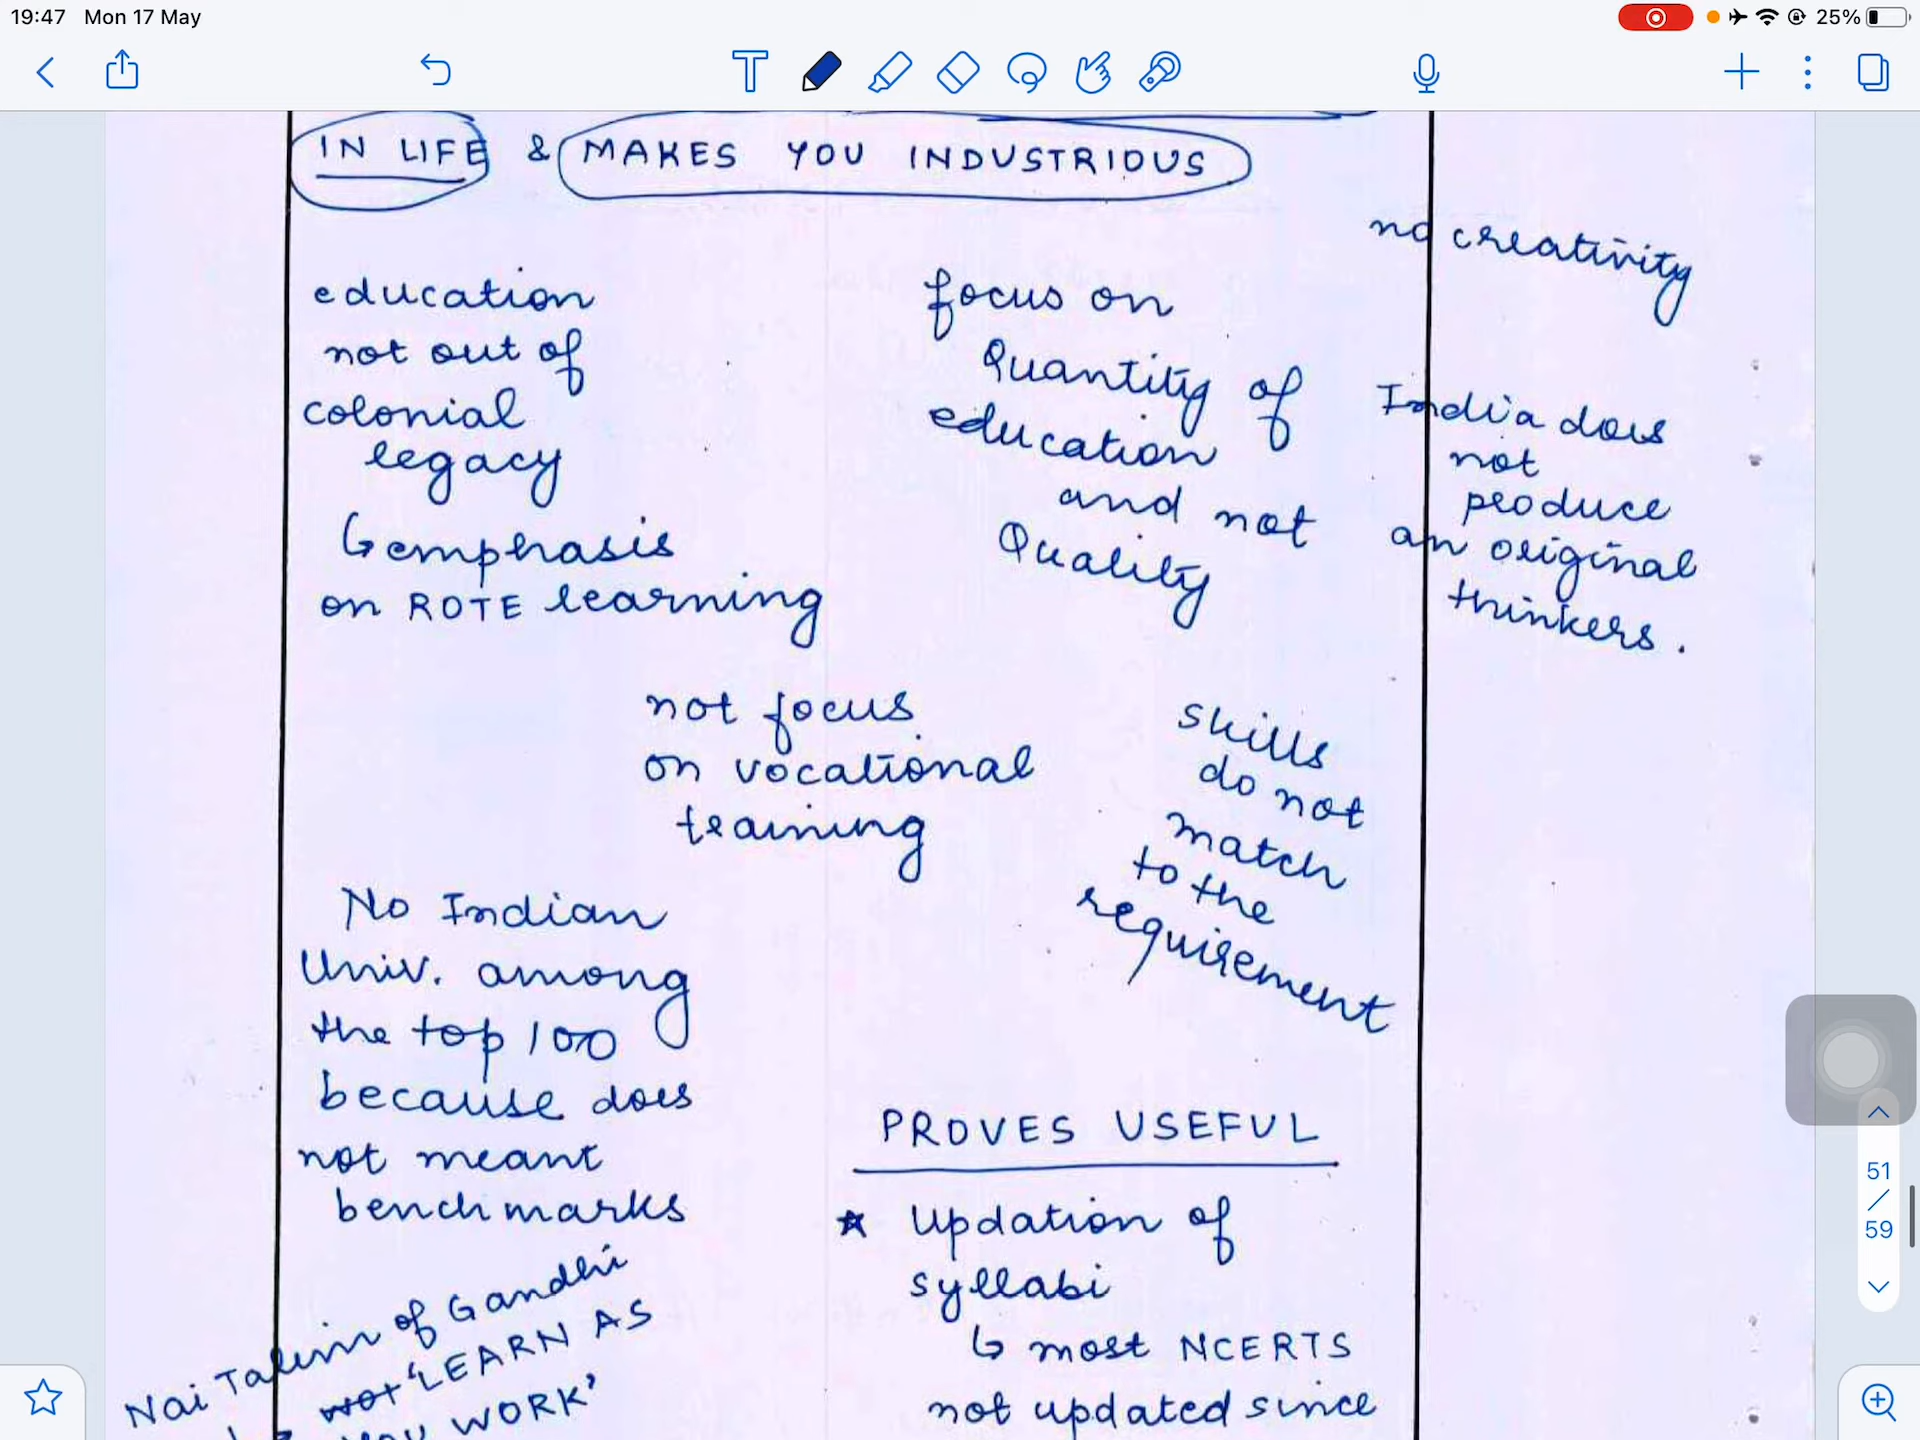 19:47 Mon 17 May
25%
IN LIFE & MAKES YOU INDUSTRIOUS
no creativity
education
not out of
colonial
legacy
↳ emphasis
on ROTE learning
focus on
Quantity of
education
and not
Quality
India does
not
produce
an original
thinkers.
not focus
on vocational
training
skills
do not
match
to the
requirement
No Indian
Univ. among
the top 100
because does
not meant
benchmarks
Nai Talim of Gandhi
not 'LEARN AS
YOU WORK'
PROVES USEFUL
* Updation of
syllabi
↳ most NCERTS
not updated since
51
/
59